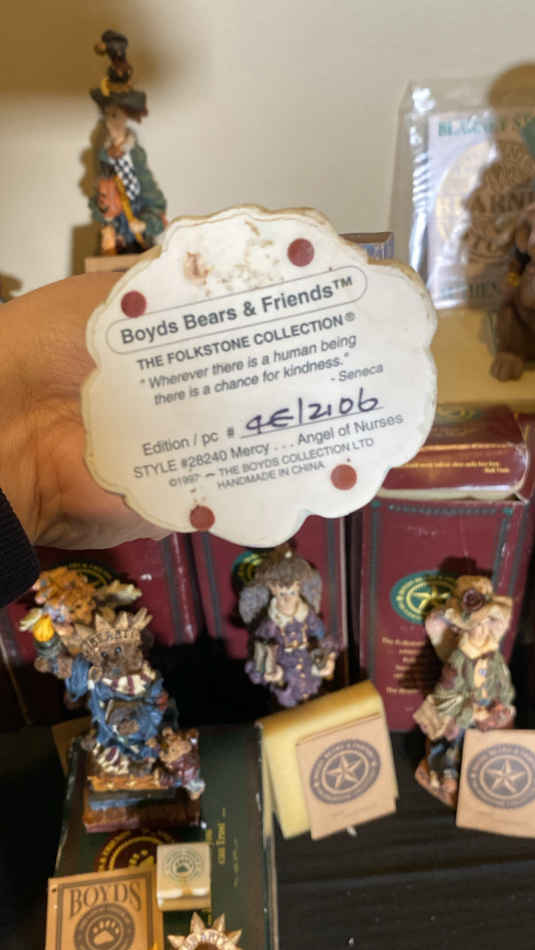 Boyds Bears & Friends™
THE FOLKSTONE COLLECTION®
"Wherever there is a human being
there is a chance for kindness."
- Seneca
Edition / pc # 4E/2106
STYLE #28240 Mercy . . . Angel of Nurses
©1997 – THE BOYDS COLLECTION LTD
HANDMADE IN CHINA
LIBERTY
BOYDS